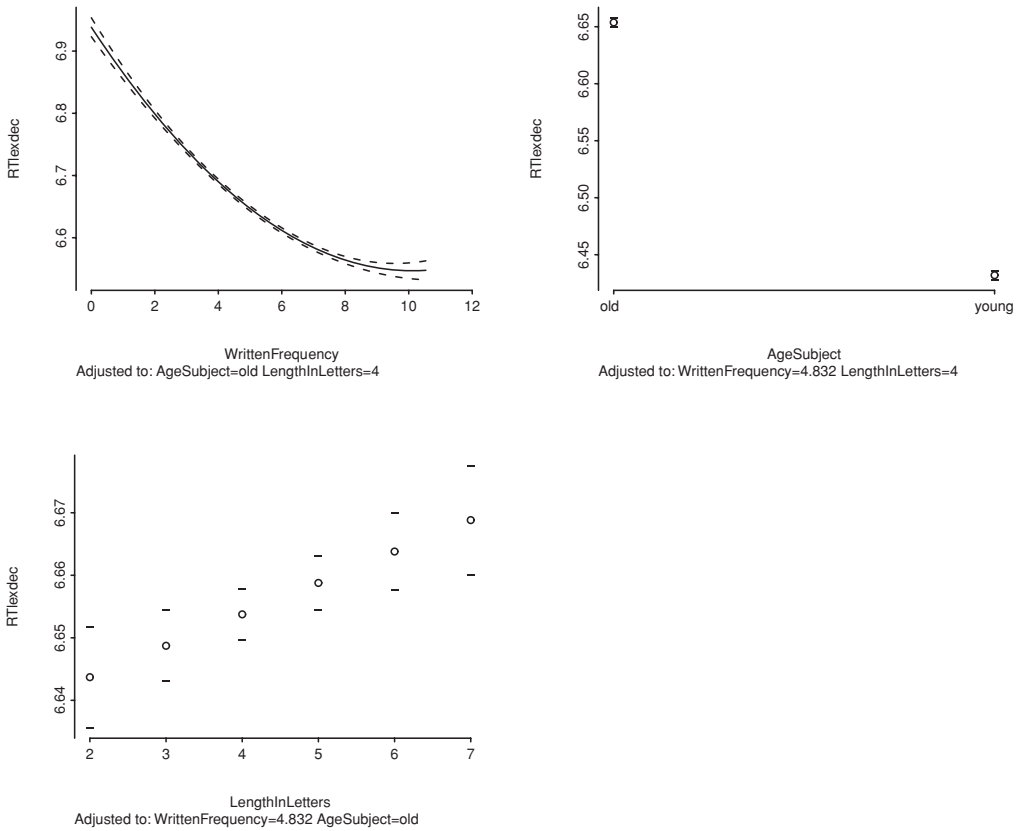 6.9
6.8
6.7
6.6
RTlexdec
0 2 4 6 8 10 12
WrittenFrequency
Adjusted to: AgeSubject=old LengthInLetters=4
6.65
6.60
6.55
6.50
6.45
RTlexdec
old young
AgeSubject
Adjusted to: WrittenFrequency=4.832 LengthInLetters=4
6.67
6.66
6.65
6.64
RTlexdec
2 3 4 5 6 7
LengthInLetters
Adjusted to: WrittenFrequency=4.832 AgeSubject=old